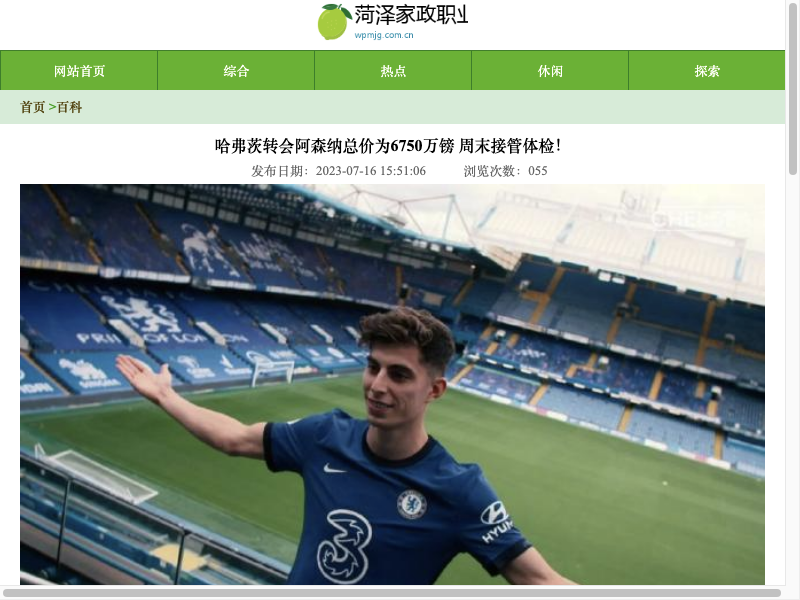 菏泽家政职业
wpmjg.com.cn
网站首页 综合 热点 休闲 探索
首页 >百科
哈弗茨转会阿森纳总价为6750万镑 周末接管体检!
发布日期：2023-07-16 15:51:06 浏览次数：055
CHELSEA
PRIDE OF LONDON
3
HYUN